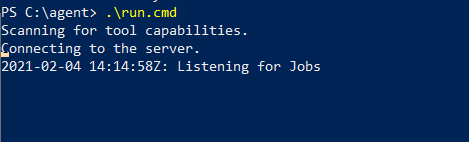 PS C:\agent> .\run.cmd
Scanning for tool capabilities.
Connecting to the server.
2021-02-04 14:14:58Z: Listening for Jobs